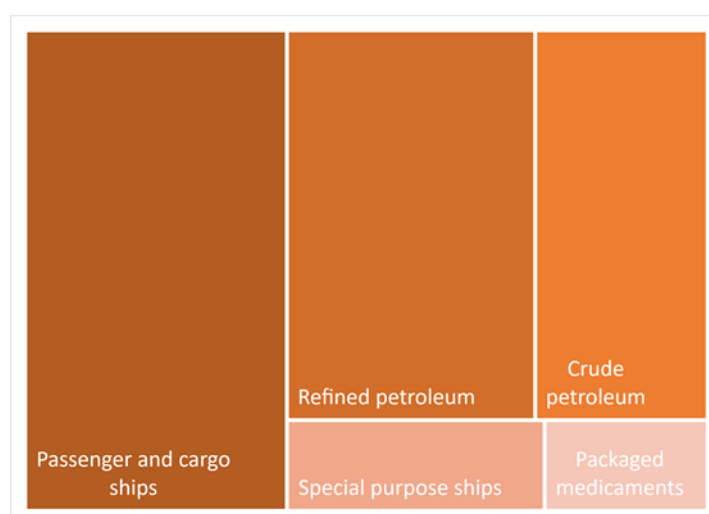 Passenger and cargo
ships
Refined petroleum
Crude
petroleum
Special purpose ships
Packaged
medicaments